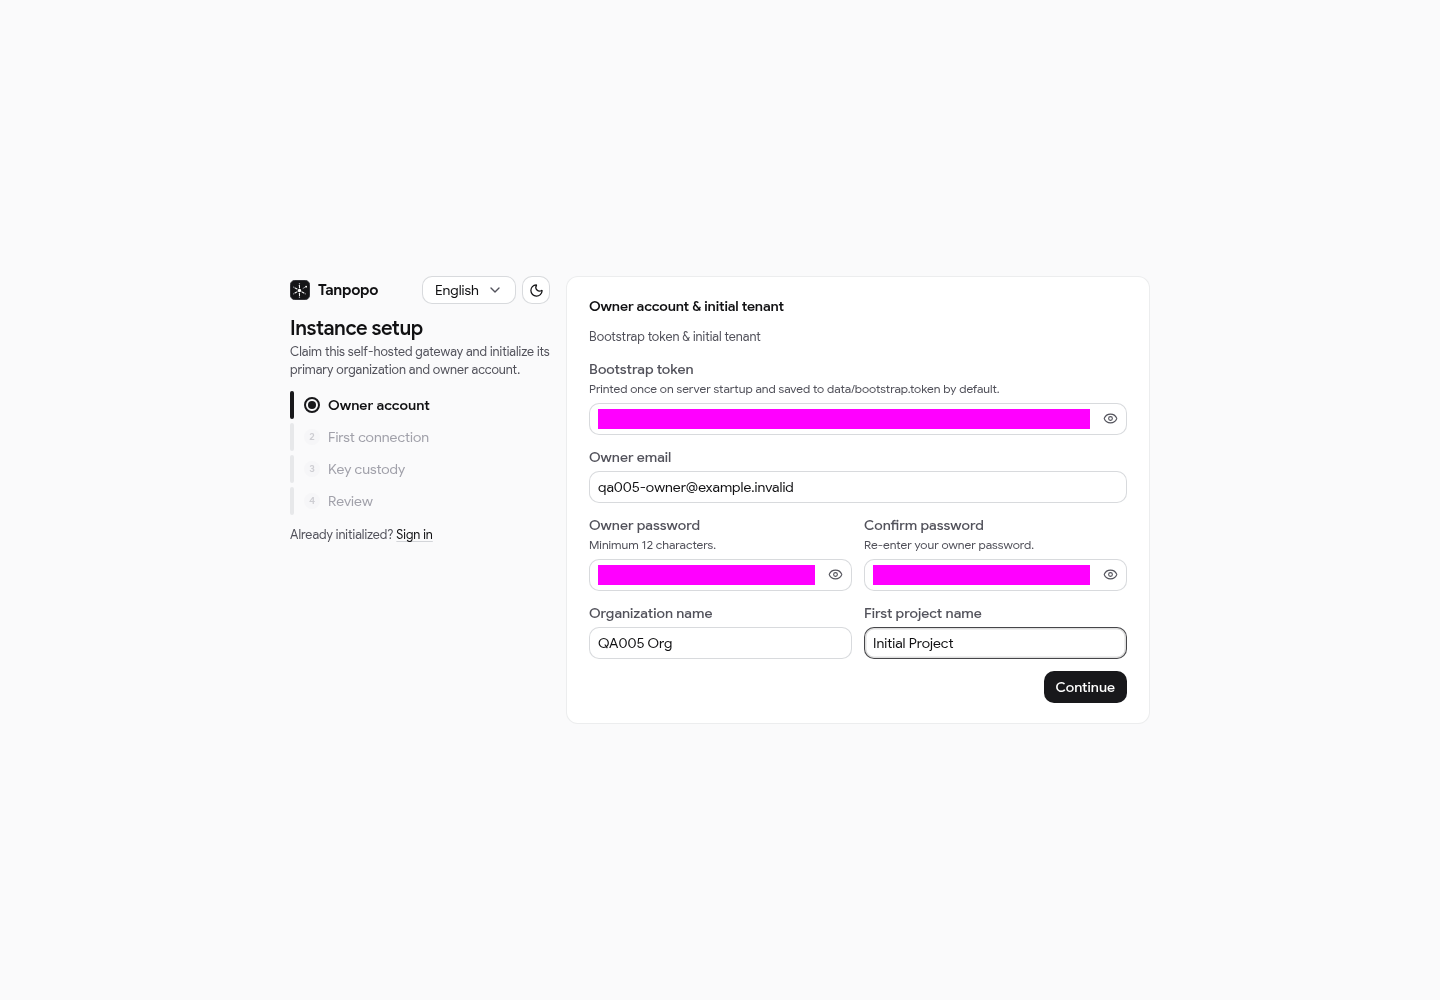 Tanpopo
English
Instance setup
Claim this self-hosted gateway and initialize its
primary organization and owner account.
Owner account
2 First connection
3 Key custody
4 Review
Already initialized? Sign in
Owner account & initial tenant
Bootstrap token & initial tenant
Bootstrap token
Printed once on server startup and saved to data/bootstrap.token by default.
Owner email
qa005-owner@example.invalid
Owner password
Minimum 12 characters.
Confirm password
Re-enter your owner password.
Organization name
QA005 Org
First project name
Initial Project
Continue